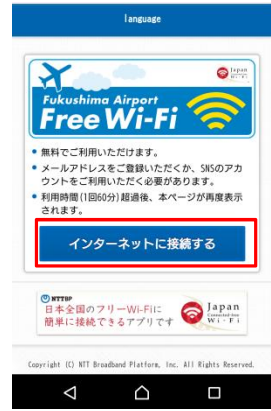 language
Japan
Fukushima Airport
Free Wi-Fi
無料でご利用いただけます。
メールアドレスをご登録いただくか、SNSのアカ
ウントをご利用いただく必要があります。
利用時間(1回60分)超過後、本ページが再度表示
されます。
インターネットに接続する
NTTBP
日本全国のフリーWi-Fiに
簡単に接続できるアプリです
Japan
Connected-free
Wi-Fi
Copyright (C) NTT Broadband Platform, Inc. All Rights Reserved.